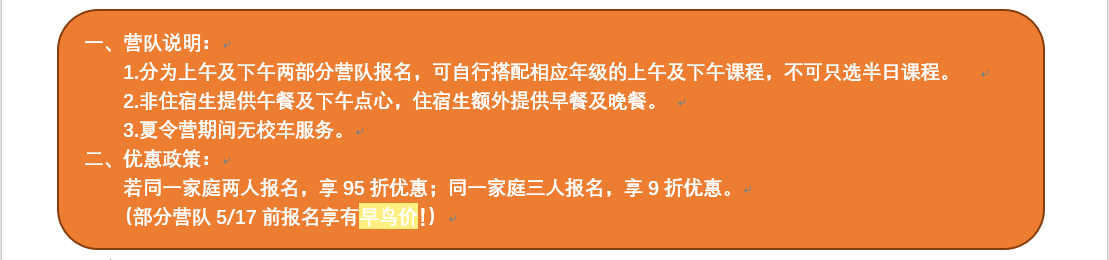 一、营队说明：
1.分为上午及下午两部分营队报名，可自行搭配相应年级的上午及下午课程，不可只选半日课程。
2.非住宿生提供午餐及下午点心，住宿生额外提供早餐及晚餐。
3.夏令营期间无校车服务。
二、优惠政策：
若同一家庭两人报名，享 95 折优惠；同一家庭三人报名，享 9 折优惠。
(部分营队 5/17 前报名享有早鸟价!)